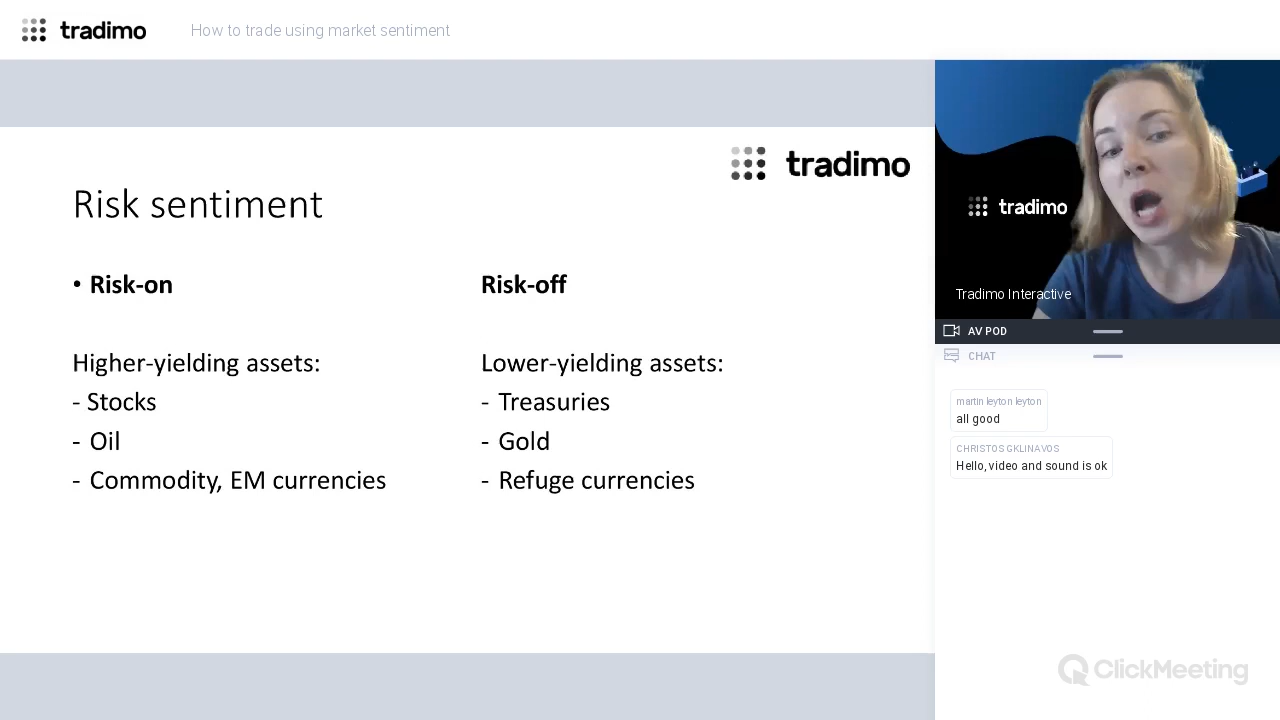 tradimo
How to trade using market sentiment
tradimo
Risk sentiment
• Risk-on
Higher-yielding assets:
- Stocks
- Oil
- Commodity, EM currencies
Risk-off
Lower-yielding assets:
- Treasuries
- Gold
- Refuge currencies
tradimo
Tradimo Interactive
AV POD
CHAT
martin leyton leyton
all good
CHRISTOS GKLINAVOS
Hello, video and sound is ok
ClickMeeting